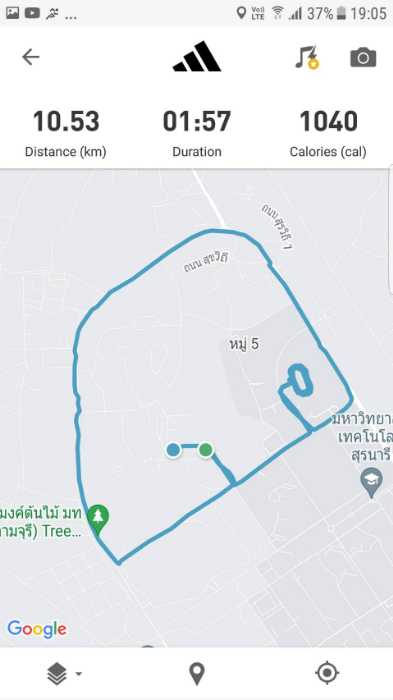 ... VoB LTE 37% 19:05
10.53 01:57 1040
Distance (km) Duration Calories (cal)
ถนน สุรวิถี 1
ถนน สุขวิถี
หมู่ 5
มหาวิทยา
เทคโนโล
สุรนารี
มงค์ต้นไม้ มท
ามจุรี) Tree...
Google